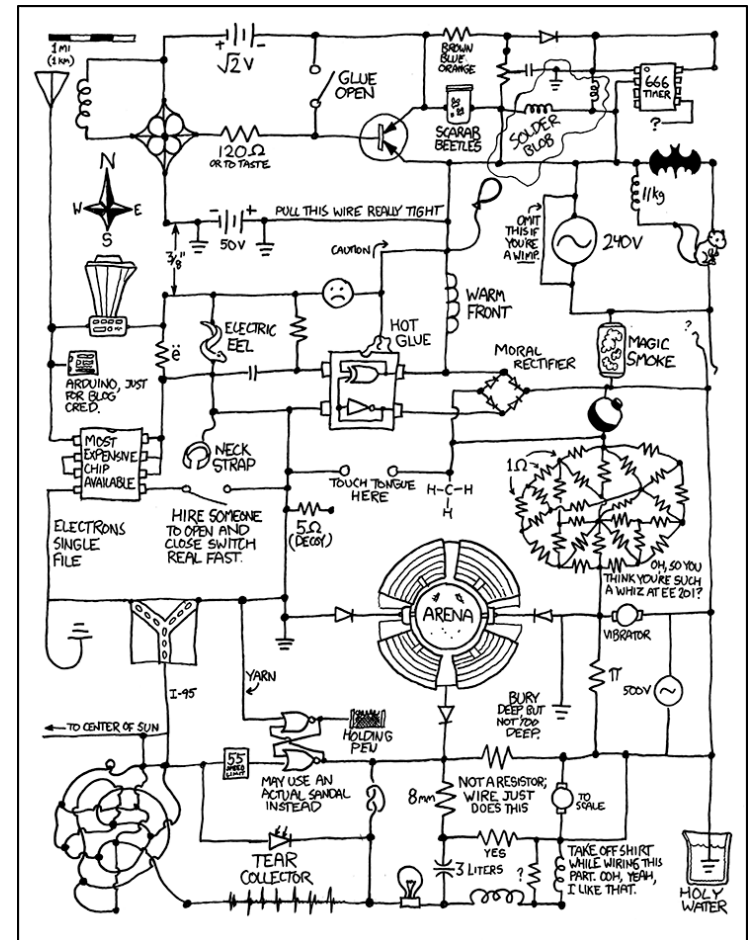 1MI
(1KM)
+ -
√2 V
GLUE
OPEN
BROWN
BLUE
ORANGE
666
TIMER
?
SCARAB
BEETLES
SOLDER
BLOB
120Ω
OR TO TASTE
N
W E
S
- +
50V
PULL THIS WIRE REALLY TIGHT
CAUTION
3/8"
11kg
OMIT
THIS IF
YOU'RE
A WIMP.
240V
WARM
FRONT
ELECTRIC
EEL
ë
HOT
GLUE
MORAL
RECTIFIER
MAGIC
SMOKE
?
ARDUINO, JUST
FOR BLOG
CRED.
MOST
EXPENSIVE
CHIP
AVAILABLE
NECK
STRAP
TOUCH TONGUE
HERE
H-C-H
H
1Ω
HIRE SOMEONE
TO OPEN AND
CLOSE SWITCH
REAL FAST.
5Ω
(DECOY)
ELECTRONS
SINGLE
FILE
OH, SO YOU
THINK YOU'RE SUCH
A WHIZ AT EE 201?
ARENA
VIBRATOR
I-95
YARN
π
500V
BURY
DEEP BUT
NOT TOO
DEEP.
TO CENTER OF SUN
HOLDING
PEN
55
SPEED
LIMIT
MAY USE AN
ACTUAL SANDAL
INSTEAD
8mm
NOT A RESISTOR;
WIRE JUST
DOES THIS
TO
SCALE
TEAR
COLLECTOR
YES
3 LITERS
?
TAKE OFF SHIRT
WHILE WIRING THIS
PART. OOH, YEAH,
I LIKE THAT.
HOLY
WATER